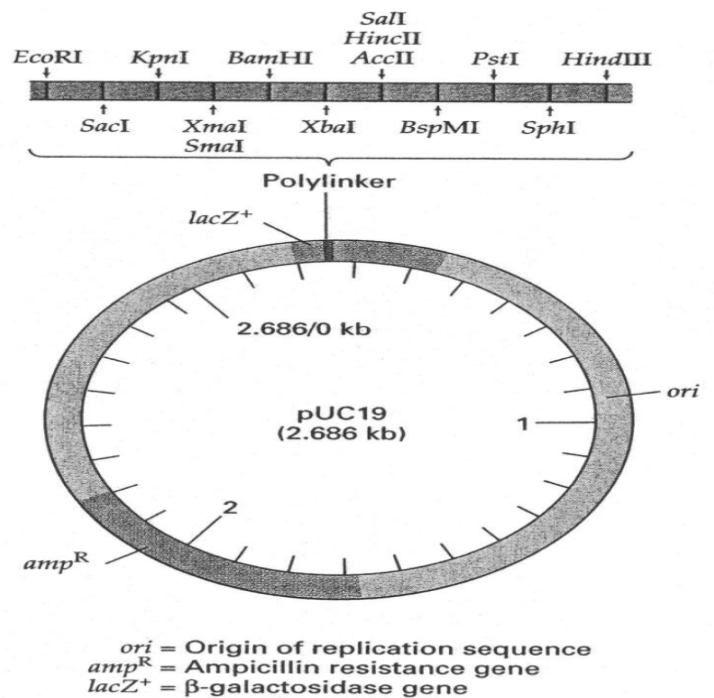 SalI
HincII
EcoRI KpnI BamHI AccII PstI HindIII
SacI XmaI XbaI BspMI SphI
SmaI
Polylinker
lacZ+
2.686/0 kb
ori
pUC19
1
(2.686 kb)
2
ampR
ori = Origin of replication sequence
ampR = Ampicillin resistance gene
lacZ+ = β-galactosidase gene